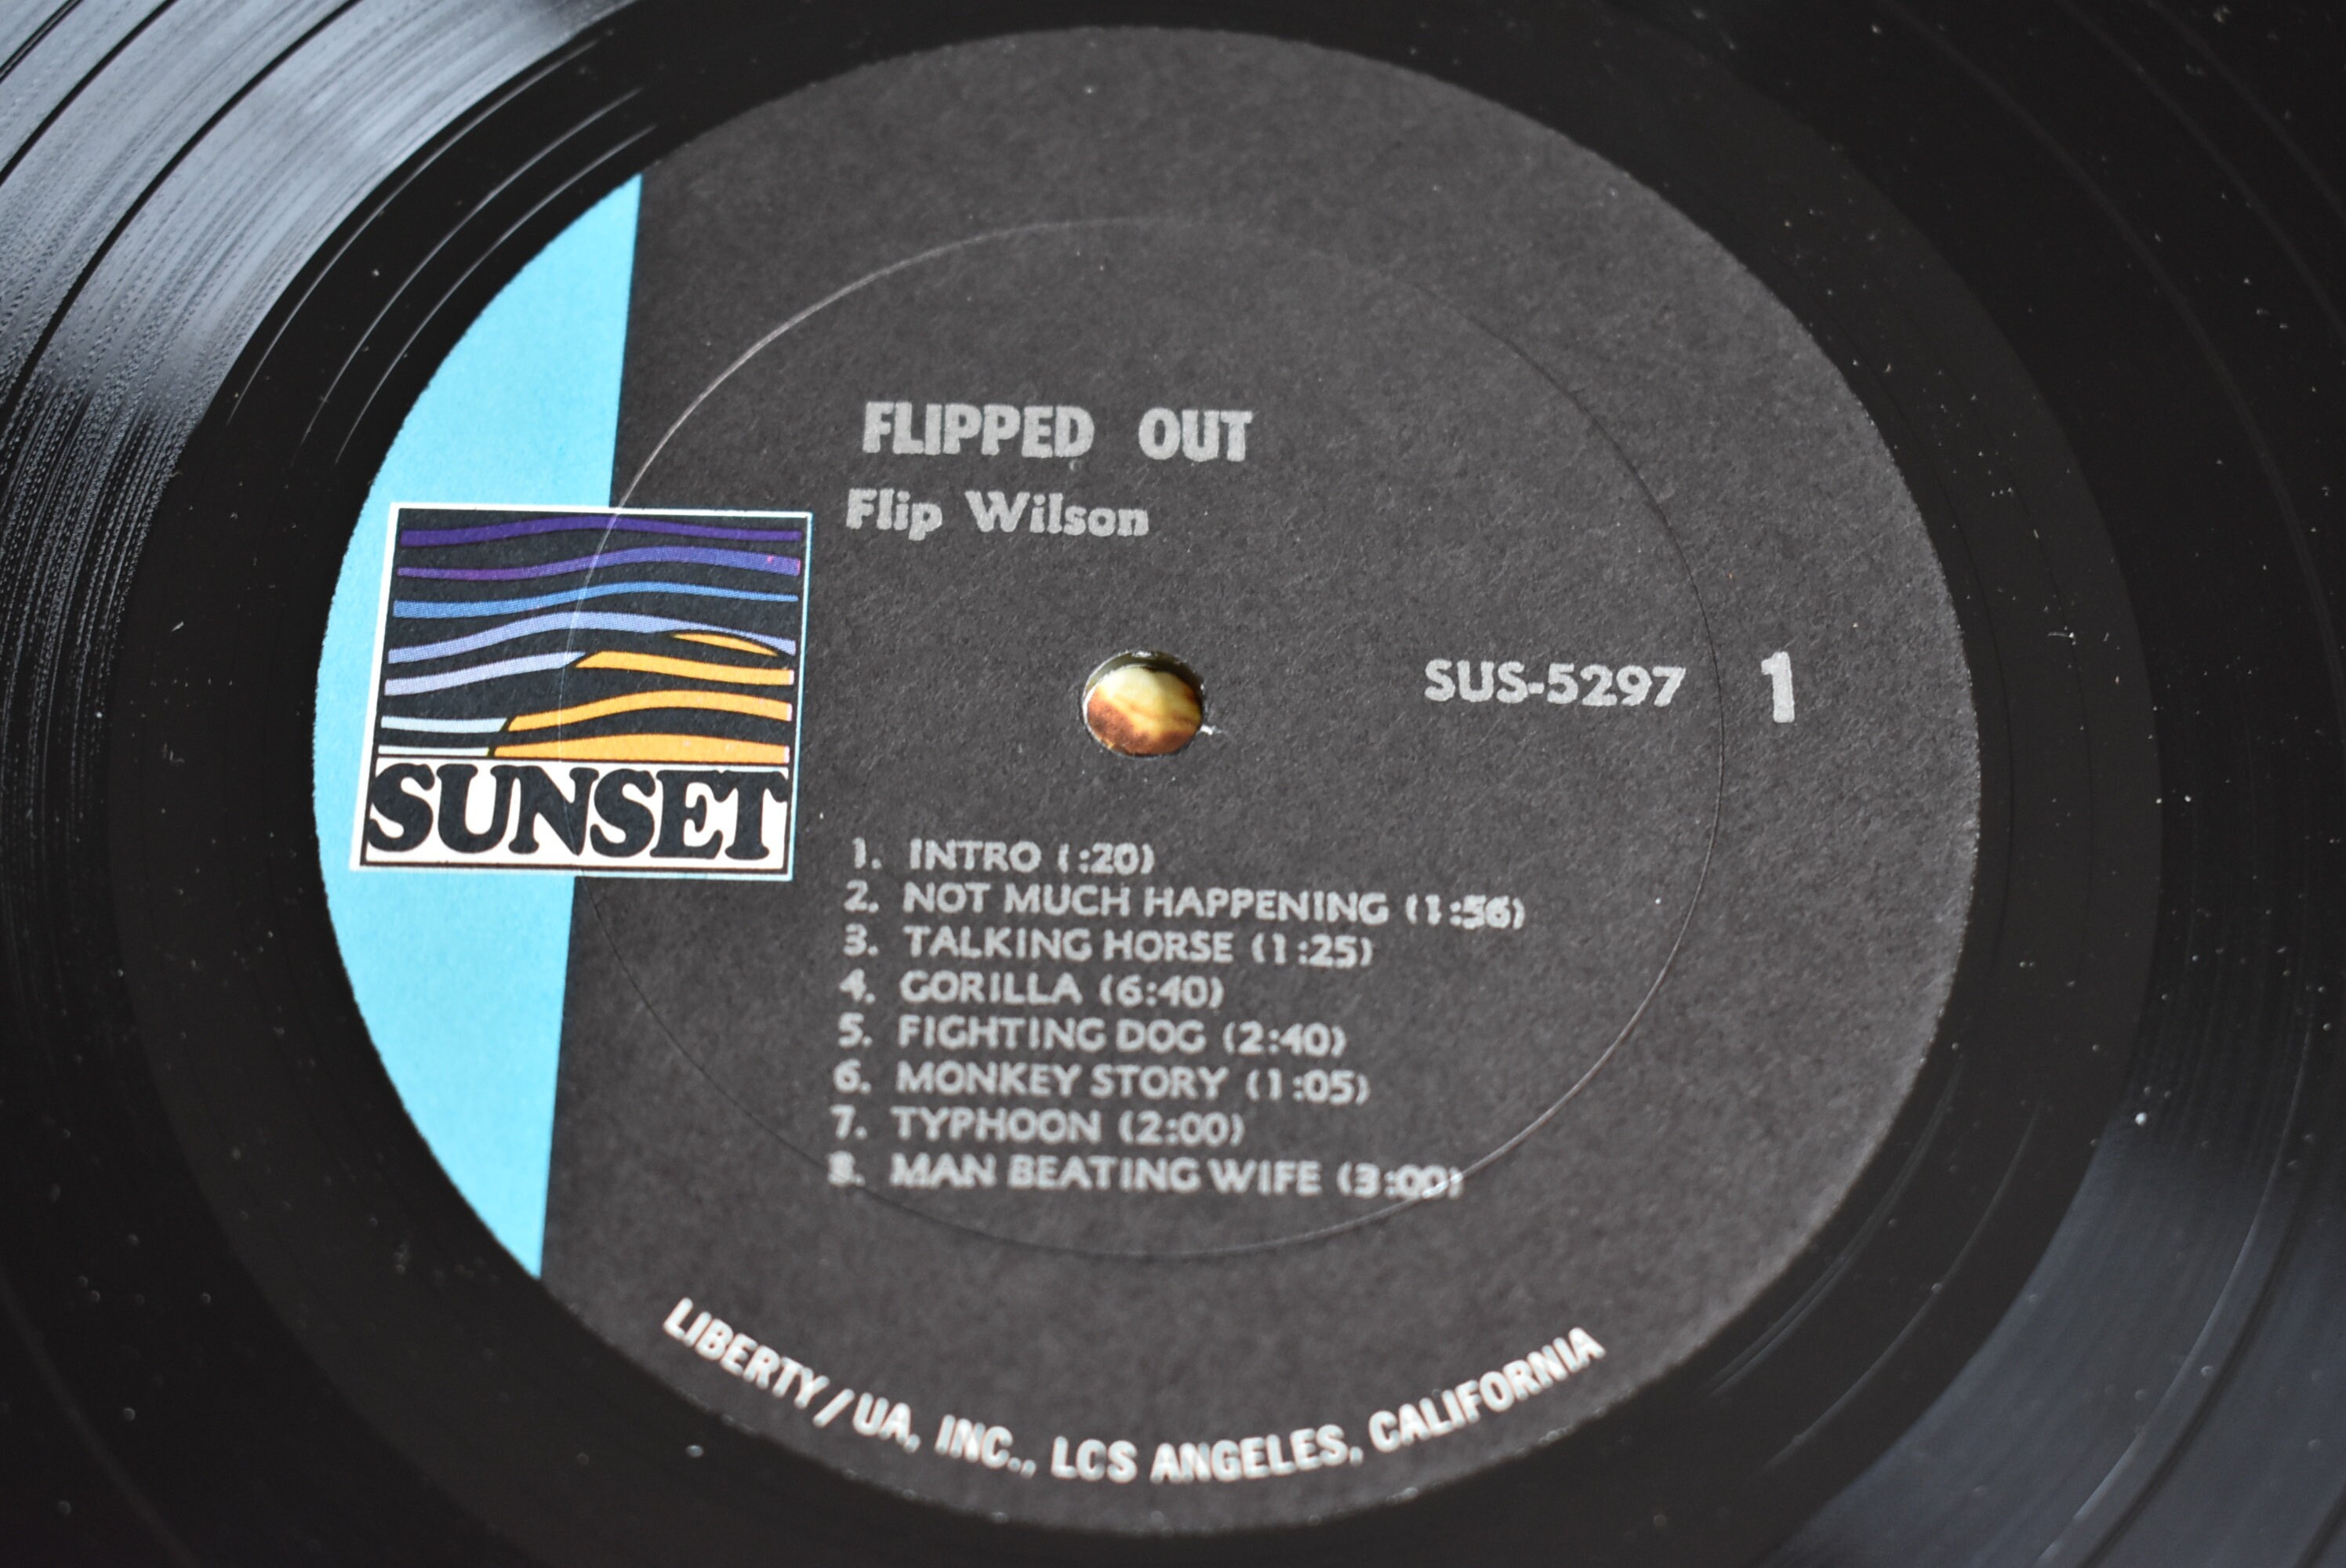 FLIPPED OUT
Flip Wilson
SUS-5297 1
SUNSET
1. INTRO (:20)
2. NOT MUCH HAPPENING (1:56)
3. TALKING HORSE (1:25)
4. GORILLA (6:40)
5. FIGHTING DOG (2:40)
6. MONKEY STORY (1:05)
7. TYPHOON (2:00)
8. MAN BEATING WIFE (3:00)
LIBERTY/UA, INC., LOS ANGELES, CALIFORNIA